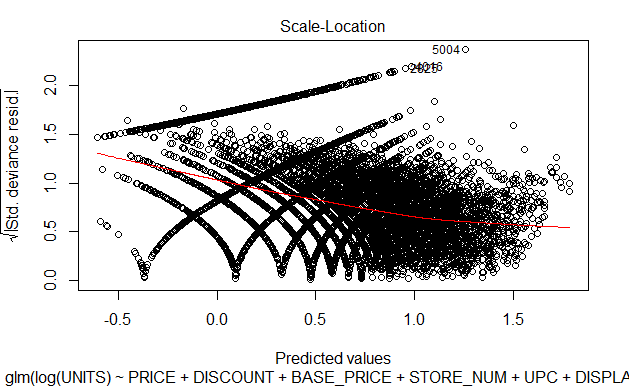 Scale-Location
5004
2.0
1.5
1.0
0.5
0.0
√|Std. deviance resid.|
-0.5 0.0 0.5 1.0 1.5
Predicted values
glm(log(UNITS) ~ PRICE + DISCOUNT + BASE_PRICE + STORE_NUM + UPC + DISPLA